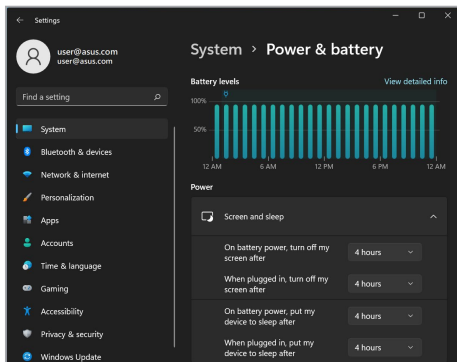 Settings
user@asus.com
user@asus.com
Find a setting
System
Bluetooth & devices
Network & internet
Personalization
Apps
Accounts
Time & language
Gaming
Accessibility
Privacy & security
Windows Update
System > Power & battery
Battery levels View detailed info
100%
50%
12 AM 6 AM 12 PM 6 PM 12 AM
Power
Screen and sleep
On battery power, turn off my
screen after
4 hours
When plugged in, turn off my
screen after
4 hours
On battery power, put my
device to sleep after
4 hours
When plugged in, put my
device to sleep after
4 hours